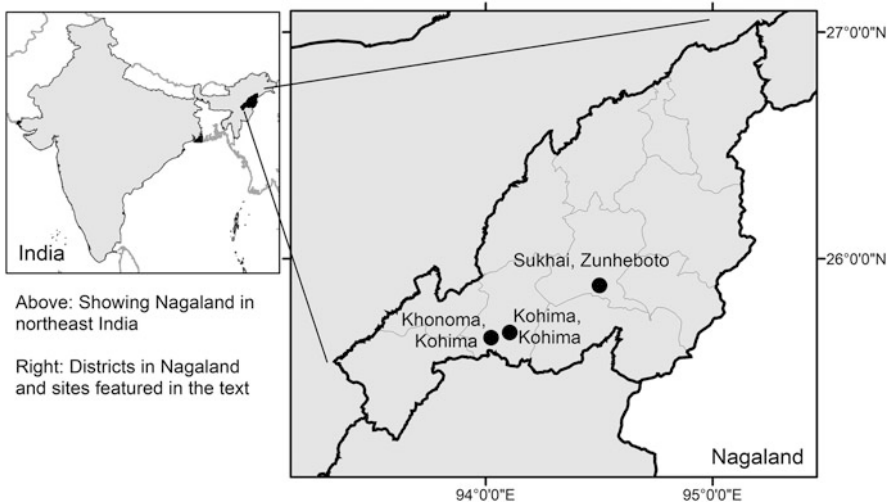 India
Above: Showing Nagaland in
northeast India
Right: Districts in Nagaland
and sites featured in the text
27°0'0"N
Sukhai, Zunheboto
26°0'0"N
Khonoma,
Kohima
Kohima,
Kohima
Nagaland
94°0'0"E
95°0'0"E